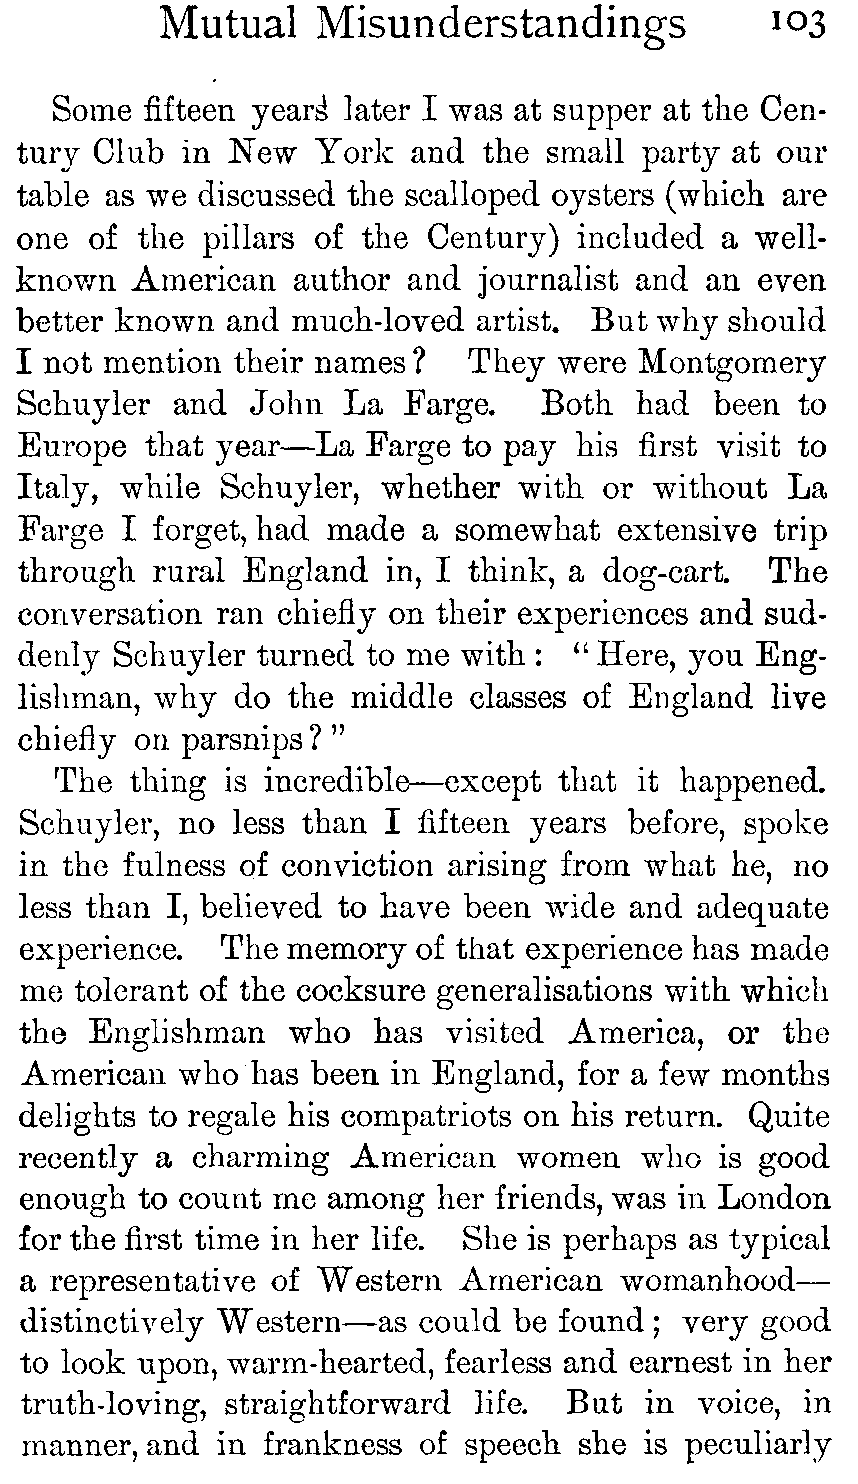 Mutual Misunderstandings 103
Some fifteen years later I was at supper at the Cen-
tury Club in New York and the small party at our
table as we discussed the scalloped oysters (which are
one of the pillars of the Century) included a well-
known American author and journalist and an even
better known and much-loved artist. But why should
I not mention their names? They were Montgomery
Schuyler and John La Farge. Both had been to
Europe that year—La Farge to pay his first visit to
Italy, while Schuyler, whether with or without La
Farge I forget, had made a somewhat extensive trip
through rural England in, I think, a dog-cart. The
conversation ran chiefly on their experiences and sud-
denly Schuyler turned to me with: "Here, you Eng-
lishman, why do the middle classes of England live
chiefly on parsnips?"
The thing is incredible—except that it happened.
Schuyler, no less than I fifteen years before, spoke
in the fulness of conviction arising from what he, no
less than I, believed to have been wide and adequate
experience. The memory of that experience has made
me tolerant of the cocksure generalisations with which
the Englishman who has visited America, or the
American who has been in England, for a few months
delights to regale his compatriots on his return. Quite
recently a charming American women who is good
enough to count me among her friends, was in London
for the first time in her life. She is perhaps as typical
a representative of Western American womanhood—
distinctively Western—as could be found; very good
to look upon, warm-hearted, fearless and earnest in her
truth-loving, straightforward life. But in voice, in
manner, and in frankness of speech she is peculiarly